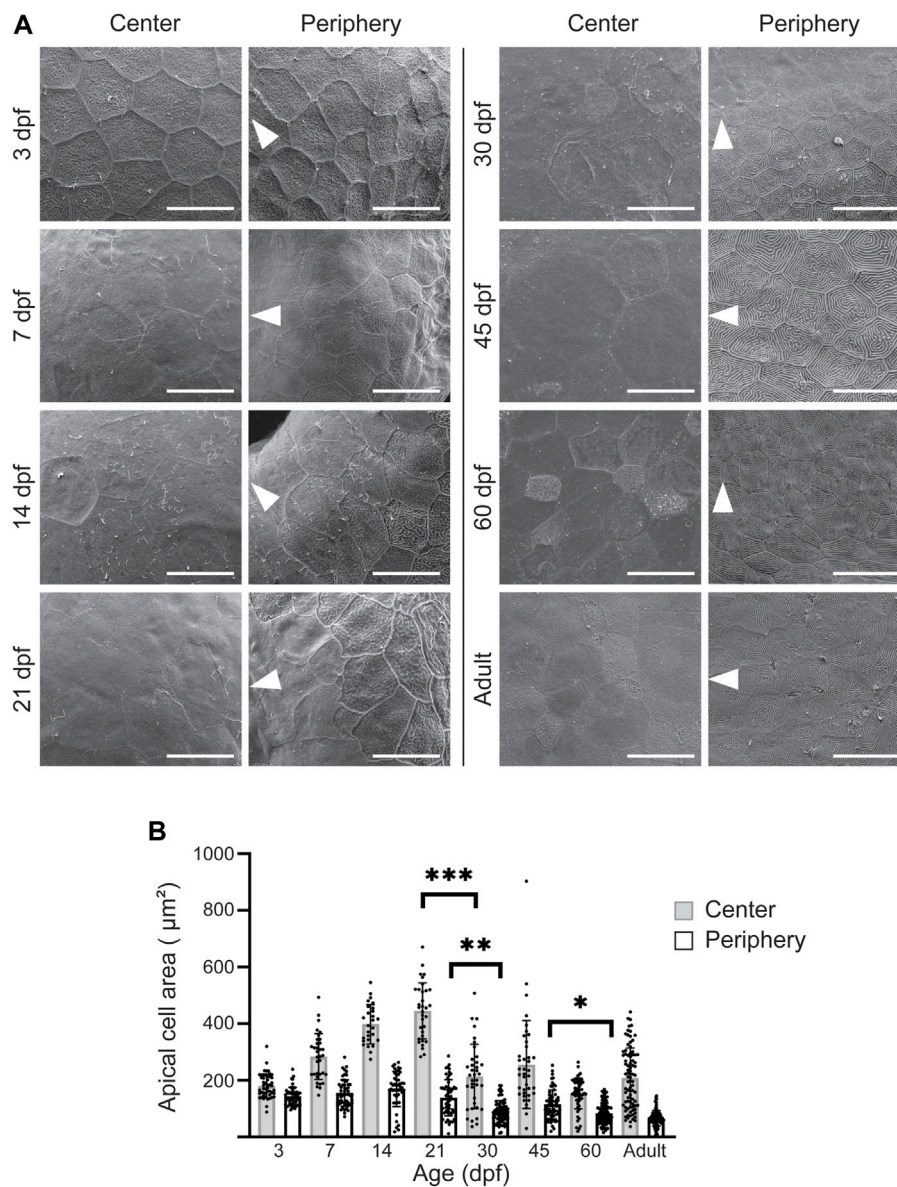 A
Center
Periphery
Center
Periphery
3 dpf
30 dpf
7 dpf
45 dpf
14 dpf
60 dpf
21 dpf
Adult
B
Apical cell area ( µm²)
1000
800
600
400
200
***
**
*
Center
Periphery
3 7 14 21 30 45 60 Adult
Age (dpf)